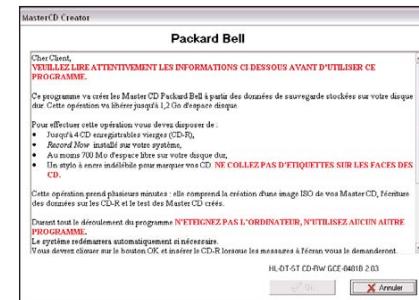 MasterCD Creator
Packard Bell
Cher Client,
VEUILLEZ LIRE ATTENTIVEMENT LES INFORMATIONS CI-DESSOUS AVANT D'UTILISER CE
PROGRAMME.
Ce programme va créer les Master CD Packard Bell à partir des données de sauvegarde stockées sur votre disque
dur. Cette opération va libérer jusqu'à 1,2 Go d'espace disque.
Pour effectuer cette opération vous devez disposer de :
• Jusqu'à 4 CD enregistrables vierges (CD-R),
• Record Now installé sur votre système,
• Au moins 700 Mo d'espace libre sur votre disque dur,
• Un stylo à encre indélébile pour marquer vos CD. NE COLLEZ PAS D'ETIQUETTES SUR LES FACES DES
CD.
Cette opération prend plusieurs minutes : elle comprend la création d'une image ISO de vos Master CD, l'écriture
des données sur les CD-R et le test des Master CD créés.
Durant tout le déroulement du programme N'ETEIGNEZ PAS L'ORDINATEUR, N'UTILISEZ AUCUN AUTRE
PROGRAMME.
Le système redémarrera automatiquement si nécessaire.
Vous devrez cliquer sur le bouton OK et insérer le CD-R lorsque les messages à l'écran vous le demanderont.
HL-DT-ST CD-RW GCE-8401B 2.03
Annuler